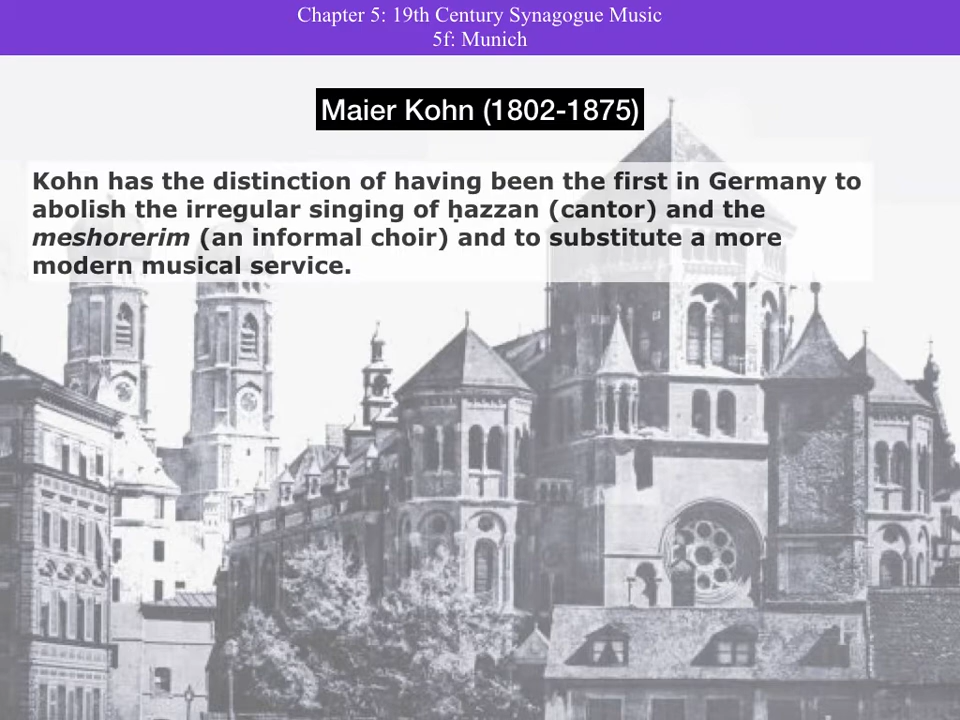 Chapter 5: 19th Century Synagogue Music
5f: Munich
Maier Kohn (1802-1875)
Kohn has the distinction of having been the first in Germany to
abolish the irregular singing of ḥazzan (cantor) and the
meshorerim (an informal choir) and to substitute a more
modern musical service.